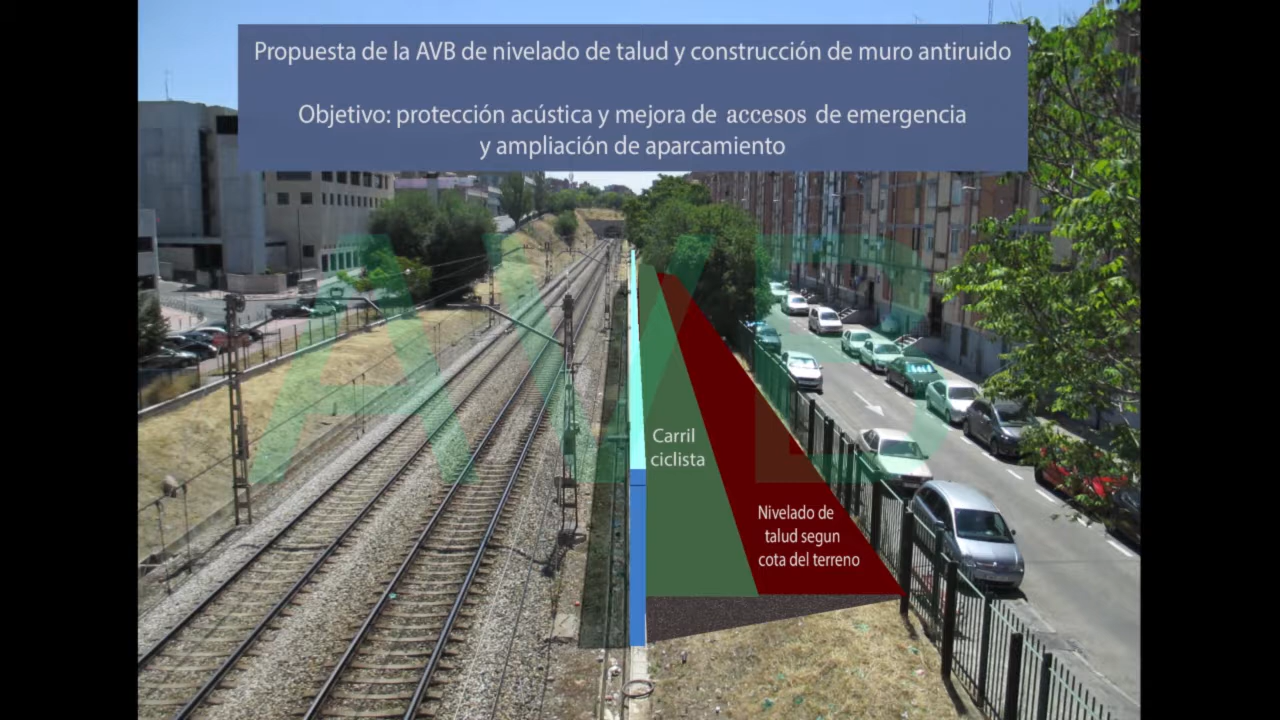 Propuesta de la AVB de nivelado de talud y construcción de muro antiruido
Objetivo: protección acústica y mejora de accesos de emergencia
y ampliación de aparcamiento
AVB
Carril
ciclista
Nivelado de
talud segun
cota del terreno